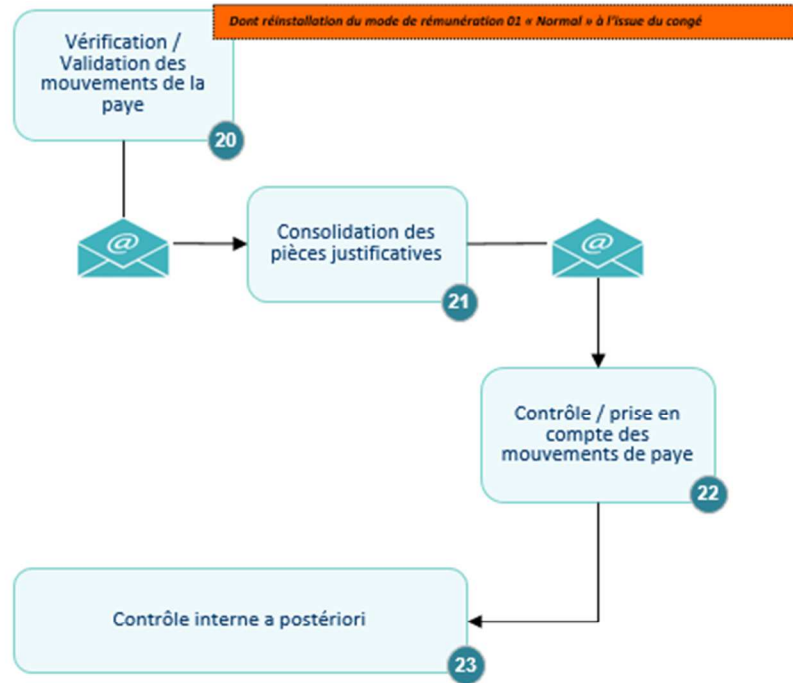 Dont réinstallation du mode de rémunération 01 « Normal » à l'issue du congé
Vérification /
Validation des
mouvements de la
paye
20
@
Consolidation des
pièces justificatives
@
21
Contrôle / prise en
compte des
mouvements de paye
22
Contrôle interne a postériori
23